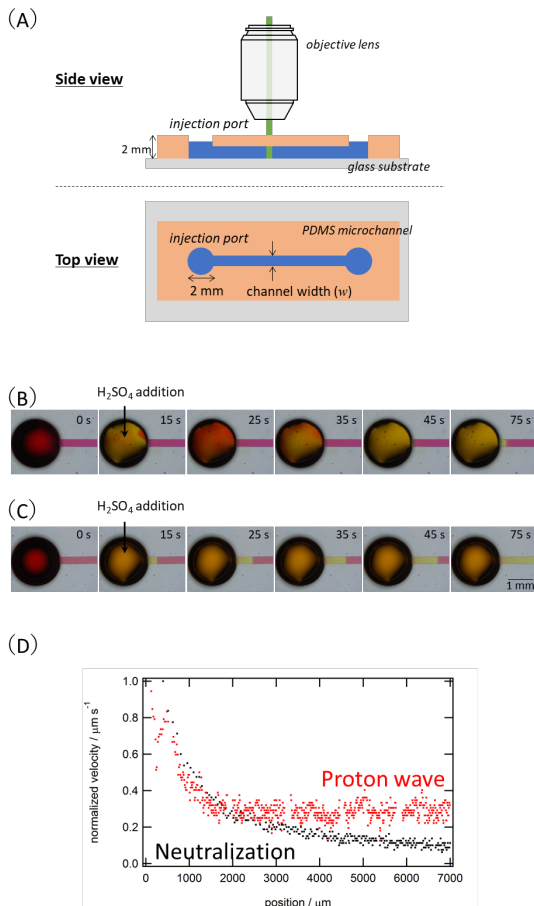 (A)
objective lens
Side view
injection port
2 mm
glass substrate
PDMS microchannel
injection port
Top view
2 mm
channel width (w)
H₂SO₄ addition
(B)
0 s
15 s
25 s
35 s
45 s
75 s
H₂SO₄ addition
(C)
0 s
15 s
25 s
35 s
45 s
75 s
1 mm
(D)
normalized velocity / μm s⁻¹
1.0
0.8
0.6
0.4
0.2
0.0
Proton wave
Neutralization
0 1000 2000 3000 4000 5000 6000 7000
position / μm